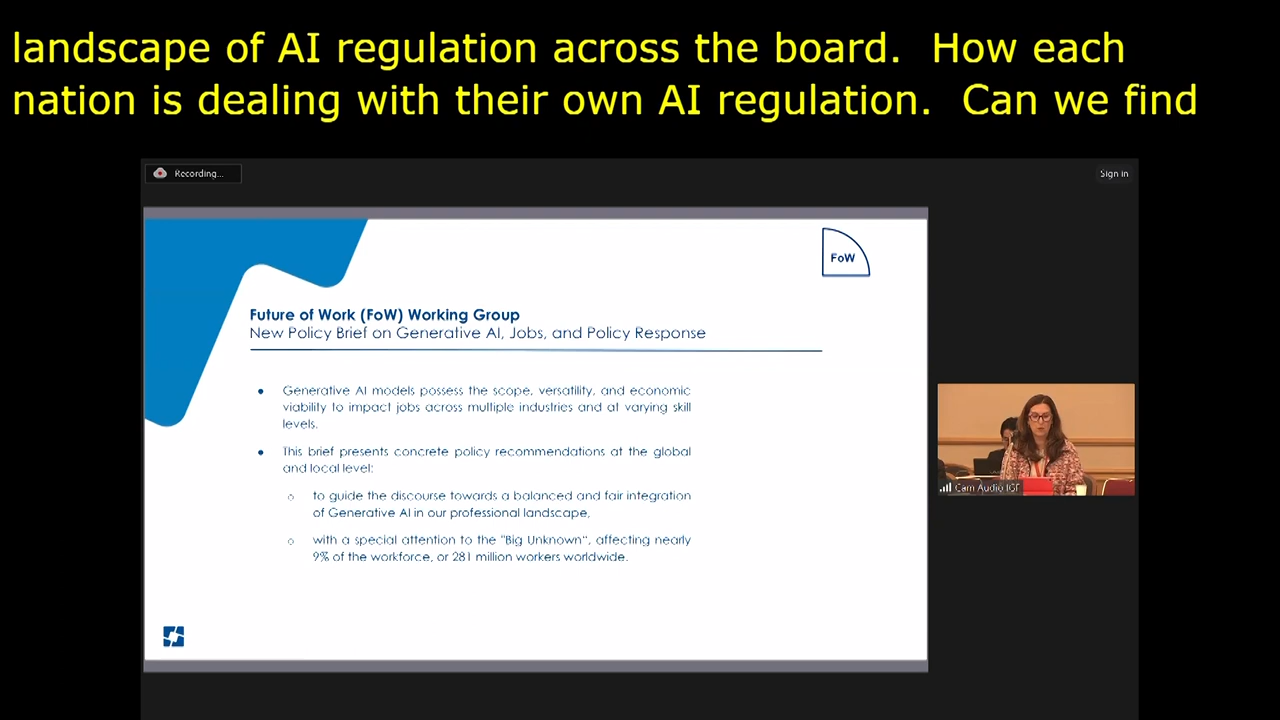 landscape of AI regulation across the board.  How each
nation is dealing with their own AI regulation.  Can we find
Recording...
Sign in
FoW
Future of Work (FoW) Working Group
New Policy Brief on Generative AI, Jobs, and Policy Response
• Generative AI models possess the scope, versatility, and economic
viability to impact jobs across multiple industries and at varying skill
levels.
• This brief presents concrete policy recommendations at the global
and local level:
o to guide the discourse towards a balanced and fair integration
of Generative AI in our professional landscape,
o with a special attention to the "Big Unknown", affecting nearly
9% of the workforce, or 281 million workers worldwide.
Cam Audio IGF